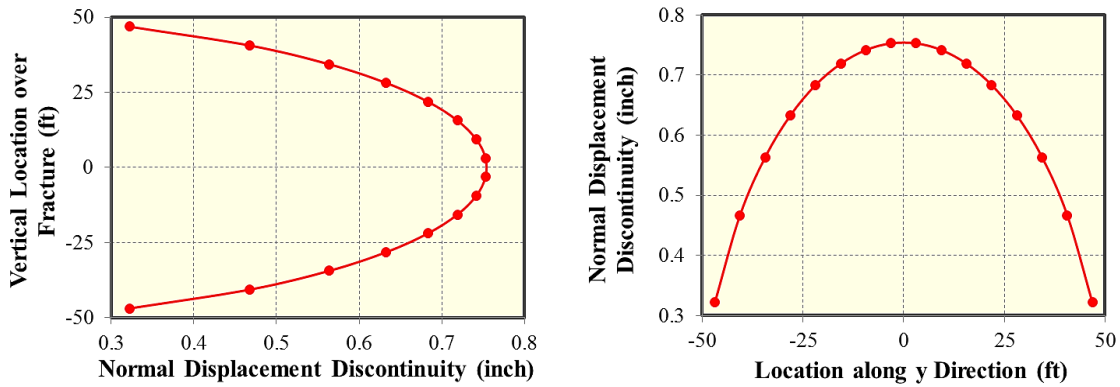 Vertical Location over
Fracture (ft)
50
25
0
-25
-50
0.3 0.4 0.5 0.6 0.7 0.8
Normal Displacement Discontinuity (inch)
Normal Displacement
Discontinuity (inch)
0.8
0.7
0.6
0.5
0.4
0.3
-50 -25 0 25 50
Location along y Direction (ft)